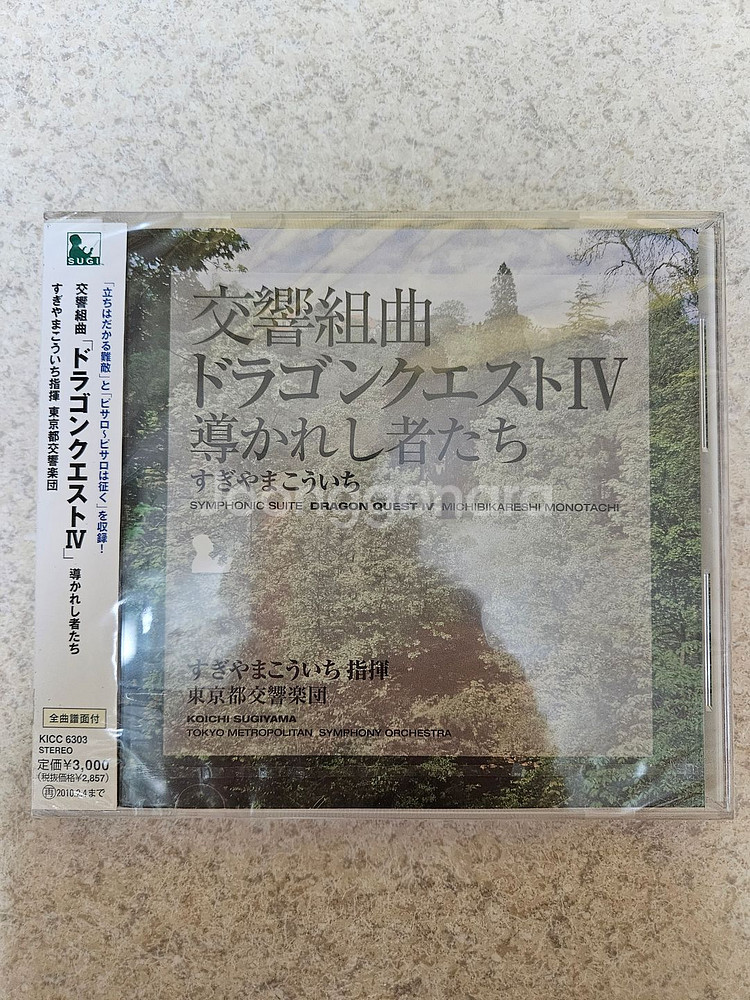 SUGI
「立ちはだかる難敵」と「ピサロ～ピサロは征く」を収録！
交響組曲「ドラゴンクエストⅣ」導かれし者たち
すぎやまこういち指揮 東京都交響楽団
全曲譜面付
KICC 6303
STEREO
定価¥3,000
(税抜価格¥2,857)
再 2010.2.4まで
交響組曲
ドラゴンクエストⅣ
導かれし者たち
すぎやまこういち
SYMPHONIC SUITE DRAGON QUEST IV MICHIBIKARESHI MONOTACHI
すぎやまこういち 指揮
東京都交響楽団
KOICHI SUGIYAMA
TOKYO METROPOLITAN SYMPHONY ORCHESTRA